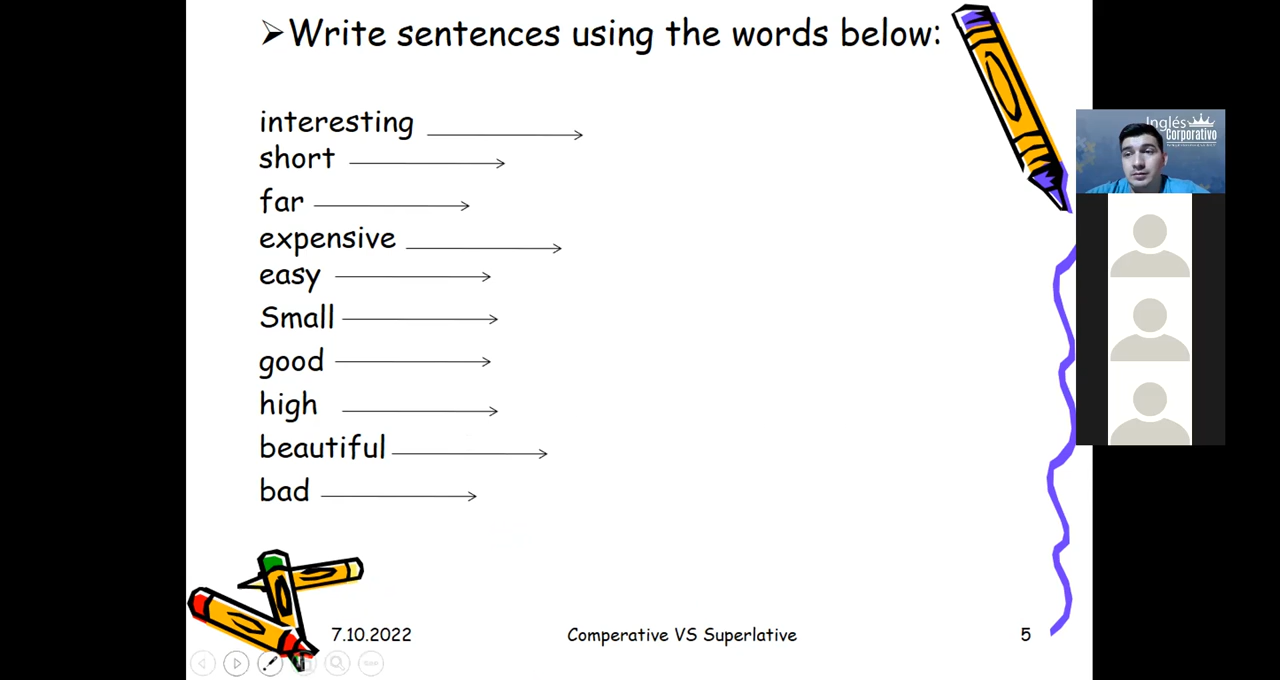 Write sentences using the words below:
interesting
short
far
expensive
easy
Small
good
high
beautiful
bad
7.10.2022
Comperative VS Superlative
5
Inglés
Corporativo